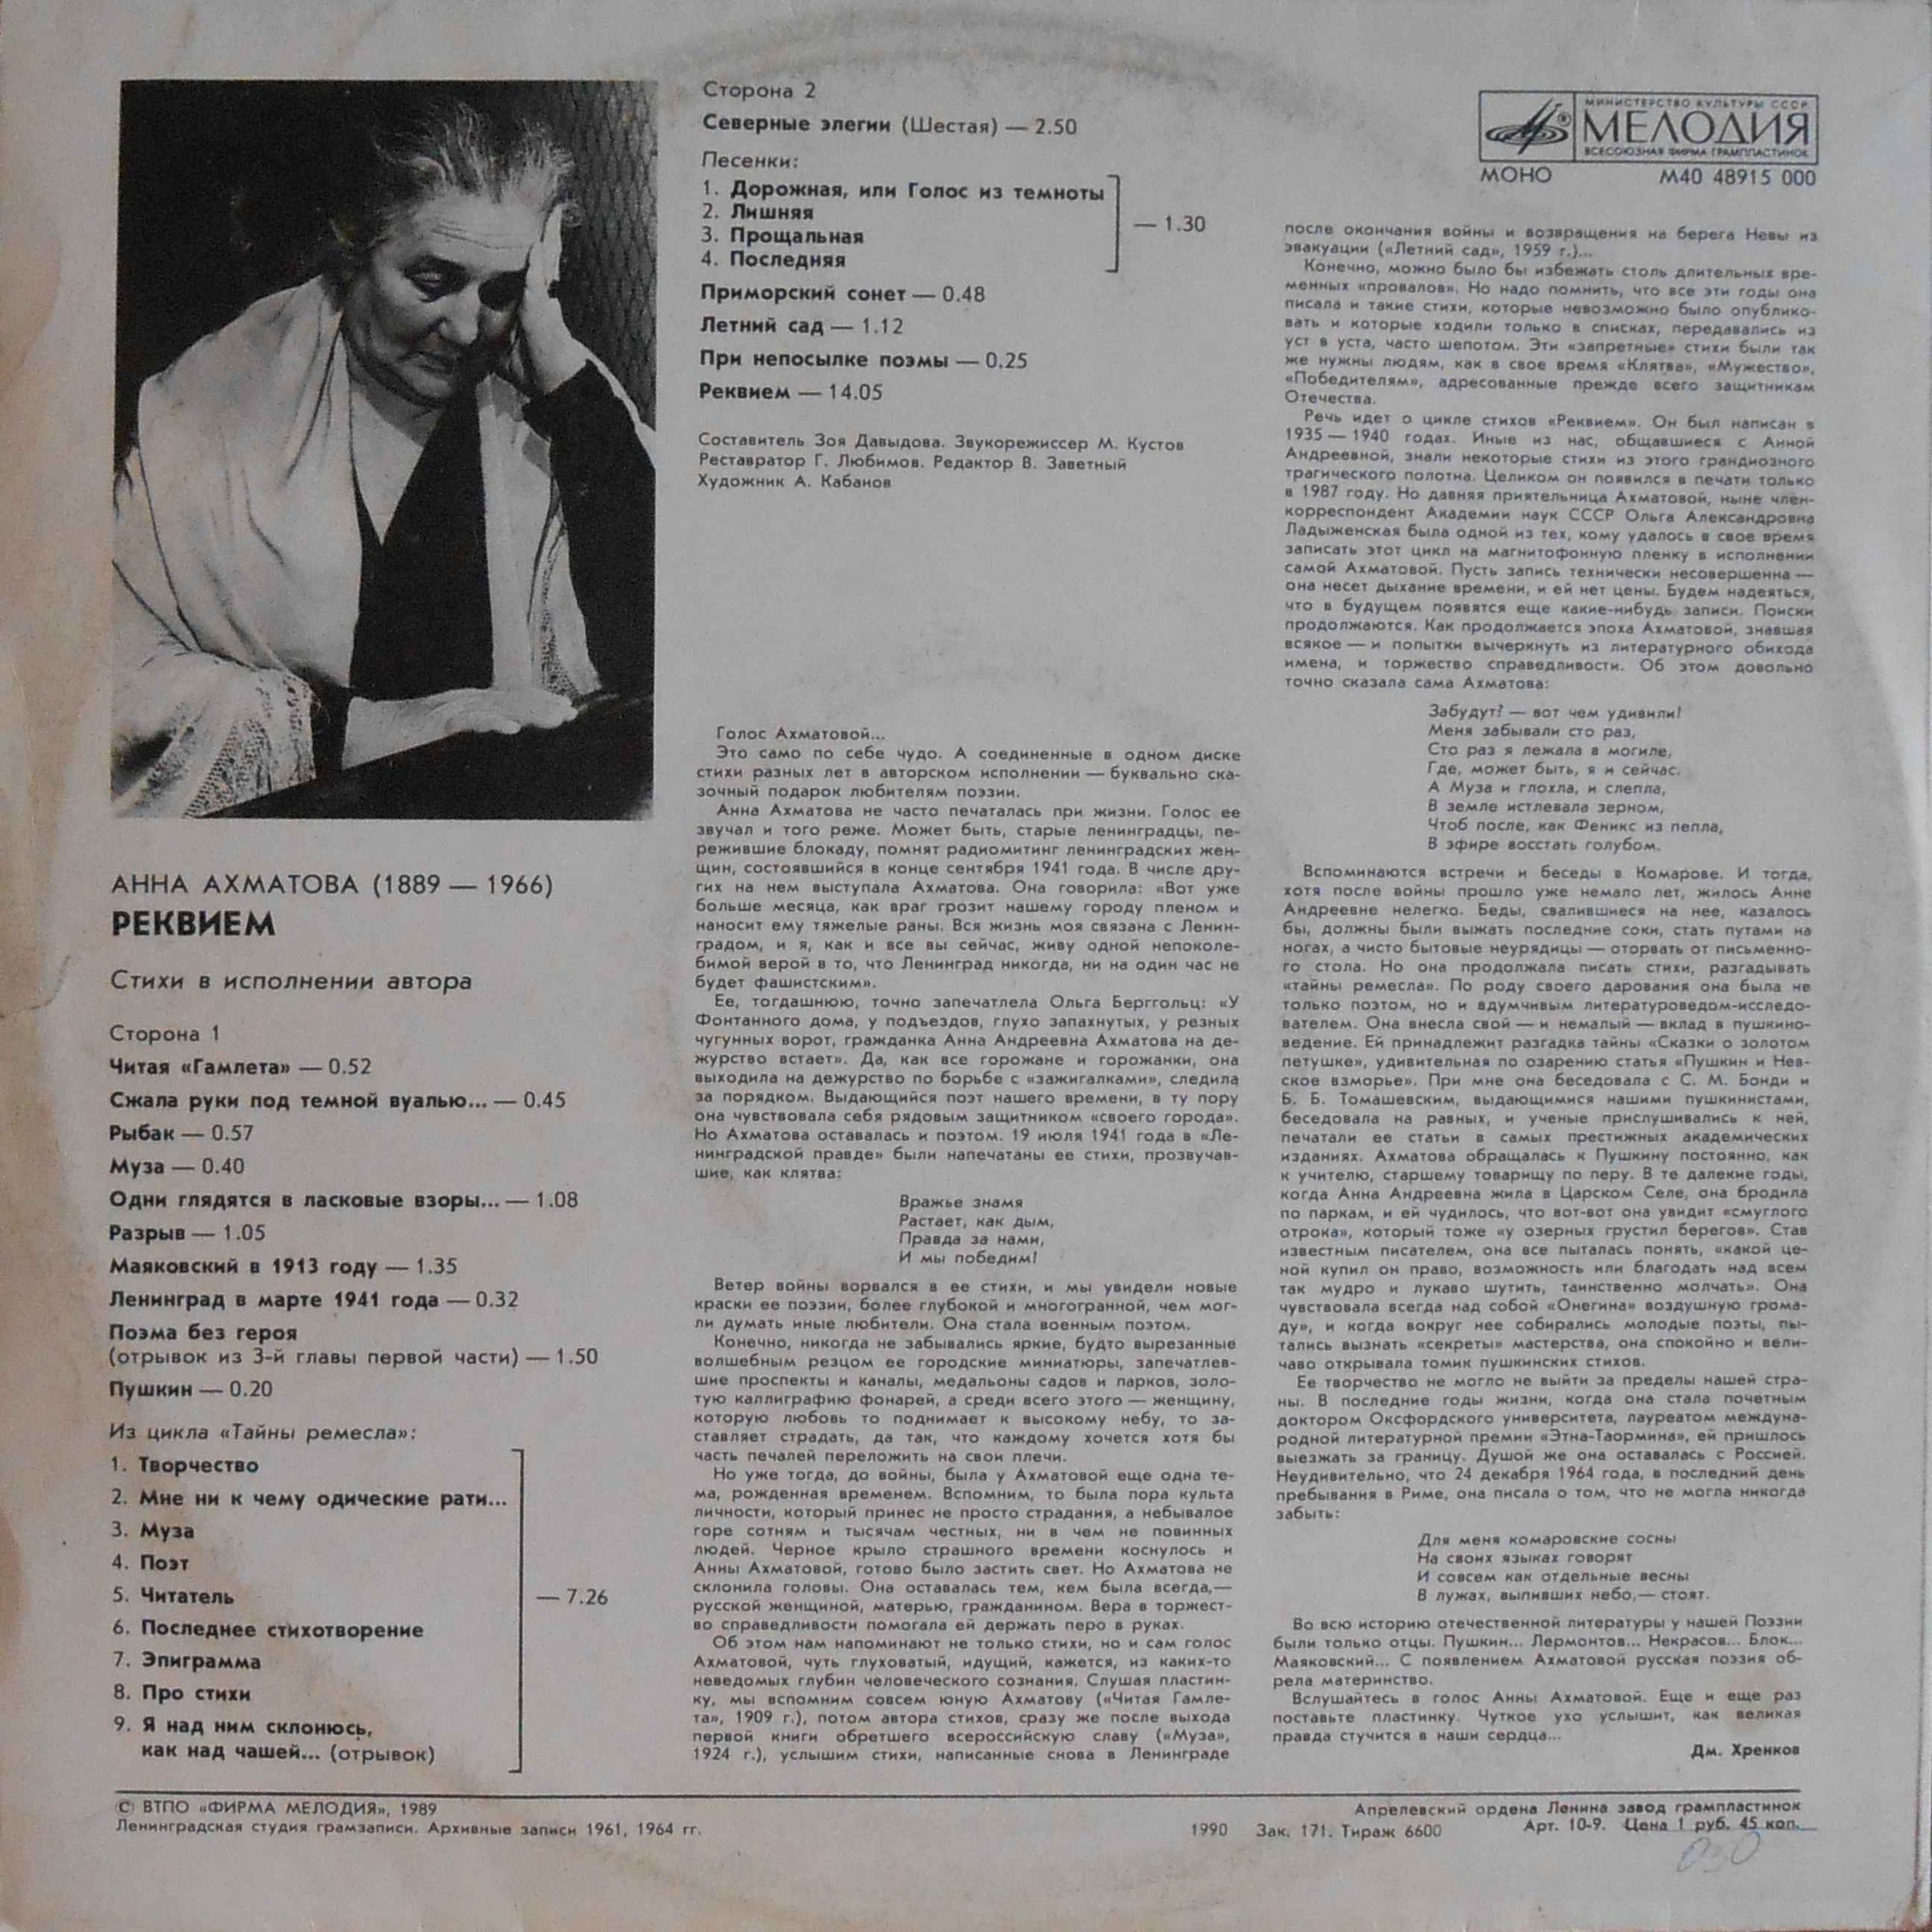 АННА АХМАТОВА (1889 — 1966)
РЕКВИЕМ
Стихи в исполнении автора
Сторона 1
Читая «Гамлета» — 0.52
Сжала руки под темной вуалью... — 0.45
Рыбак — 0.57
Муза — 0.40
Одни глядятся в ласковые взоры... — 1.08
Разрыв — 1.05
Маяковский в 1913 году — 1.35
Ленинград в марте 1941 года — 0.32
Поэма без героя
(отрывок из 3-й главы первой части) — 1.50
Пушкин — 0.20
Из цикла «Тайны ремесла»:
1. Творчество
2. Мне ни к чему одические рати...
3. Муза
4. Поэт
5. Читатель
— 7.26
6. Последнее стихотворение
7. Эпиграмма
8. Про стихи
9. Я над ним склонюсь,
как над чашей... (отрывок)
Сторона 2
Северные элегии (Шестая) — 2.50
Песенки:
1. Дорожная, или Голос из темноты
2. Лишняя
— 1.30
3. Прощальная
4. Последняя
Приморский сонет — 0.48
Летний сад — 1.12
При непосылке поэмы — 0.25
Реквием — 14.05
Составитель Зоя Давыдова. Звукорежиссер М. Кустов
Реставратор Г. Любимов. Редактор В. Заветный
Художник А. Кабанов
Голос Ахматовой...
Это само по себе чудо. А соединенные в одном диске
стихи разных лет в авторском исполнении — буквально ска-
зочный подарок любителям поэзии.
Анна Ахматова не часто печаталась при жизни. Голос ее
звучал и того реже. Может быть, старые ленинградцы, пе-
режившие блокаду, помнят радиомитинг ленинградских жен-
щин, состоявшийся в конце сентября 1941 года. В числе дру-
гих на нем выступала Ахматова. Она говорила: «Вот уже
больше месяца, как враг грозит нашему городу пленом и
наносит ему тяжелые раны. Вся жизнь моя связана с Ленин-
градом, и я, как и все вы сейчас, живу одной непоколе-
бимой верой в то, что Ленинград никогда, ни на один час не
будет фашистским».
Ее, тогдашнюю, точно запечатлела Ольга Берггольц: «У
Фонтанного дома, у подъездов, глухо запахнутых, у резных
чугунных ворот, гражданка Анна Андреевна Ахматова на де-
журство встает». Да, как все горожане и горожанки, она
выходила на дежурство по борьбе с «зажигалками», следила
за порядком. Выдающийся поэт нашего времени, в ту пору
она чувствовала себя рядовым защитником «своего города».
Но Ахматова оставалась и поэтом. 19 июля 1941 года в «Ле-
нинградской правде» были напечатаны ее стихи, прозвучав-
шие, как клятва:
Вражье знамя
Растает, как дым,
Правда за нами,
И мы победим!
Ветер войны ворвался в ее стихи, и мы увидели новые
краски ее поэзии, более глубокой и многогранной, чем мог-
ли думать иные любители. Она стала военным поэтом.
Конечно, никогда не забывались яркие, будто вырезанные
волшебным резцом ее городские миниатюры, запечатлев-
шие проспекты и каналы, медальоны садов и парков, золо-
тую каллиграфию фонарей, а среди всего этого — женщину,
которую любовь то поднимает к высокому небу, то за-
ставляет страдать, да так, что каждому хочется хотя бы
часть печалей переложить на свои плечи.
Но уже тогда, до войны, была у Ахматовой еще одна те-
ма, рожденная временем. Вспомним, то была пора культа
личности, который принес не просто страдания, а небывалое
горе сотням и тысячам честных, ни в чем не повинных
людей. Черное крыло страшного времени коснулось и
Анны Ахматовой, готово было застить свет. Но Ахматова не
склонила головы. Она оставалась тем, кем была всегда,—
русской женщиной, матерью, гражданином. Вера в торжест-
во справедливости помогала ей держать перо в руках.
Об этом нам напоминают не только стихи, но и сам голос
Ахматовой, чуть глуховатый, идущий, кажется, из каких-то
неведомых глубин человеческого сознания. Слушая пластин-
ку, мы вспомним совсем юную Ахматову («Читая Гамле-
та», 1909 г.), потом автора стихов, сразу же после выхода
первой книги обретшего всероссийскую славу («Муза»,
1924 г.), услышим стихи, написанные снова в Ленинграде
МИНИСТЕРСТВО КУЛЬТУРЫ СССР
МЕЛОДИЯ
ВСЕСОЮЗНАЯ ФИРМА ГРАМПЛАСТИНОК
МОНО М40 48915 000
после окончания войны и возвращения на берега Невы из
эвакуации («Летний сад», 1959 г.)...
Конечно, можно было бы избежать столь длительных вре-
менных «провалов». Но надо помнить, что все эти годы она
писала и такие стихи, которые невозможно было опублико-
вать и которые ходили только в списках, передавались из
уст в уста, часто шепотом. Эти «запретные» стихи были так
же нужны людям, как в свое время «Клятва», «Мужество»,
«Победителям», адресованные прежде всего защитникам
Отечества.
Речь идет о цикле стихов «Реквием». Он был написан в
1935 — 1940 годах. Иные из нас, общавшиеся с Анной
Андреевной, знали некоторые стихи из этого грандиозного
трагического полотна. Целиком он появился в печати только
в 1987 году. Но давняя приятельница Ахматовой, ныне член-
корреспондент Академии наук СССР Ольга Александровна
Ладыженская была одной из тех, кому удалось в свое время
записать этот цикл на магнитофонную пленку в исполнении
самой Ахматовой. Пусть запись технически несовершенна —
она несет дыхание времени, и ей нет цены. Будем надеяться,
что в будущем появятся еще какие-нибудь записи. Поиски
продолжаются. Как продолжается эпоха Ахматовой, знавшая
всякое — и попытки вычеркнуть из литературного обихода
имена, и торжество справедливости. Об этом довольно
точно сказала сама Ахматова:
Забудут? — вот чем удивили!
Меня забывали сто раз,
Сто раз я лежала в могиле,
Где, может быть, я и сейчас.
А Муза и глохла, и слепла,
В земле истлевала зерном,
Чтоб после, как Феникс из пепла,
В эфире восстать голубом.
Вспоминаются встречи и беседы в Комарове. И тогда,
хотя после войны прошло уже немало лет, жилось Анне
Андреевне нелегко. Беды, свалившиеся на нее, казалось
бы, должны были выжать последние соки, стать путами на
ногах, а чисто бытовые неурядицы — оторвать от письменно-
го стола. Но она продолжала писать стихи, разгадывать
«тайны ремесла». По роду своего дарования она была не
только поэтом, но и вдумчивым литературоведом-исследо-
вателем. Она внесла свой — и немалый — вклад в пушкино-
ведение. Ей принадлежит разгадка тайны «Сказки о золотом
петушке», удивительная по озарению статья «Пушкин и Нев-
ское взморье». При мне она беседовала с С. М. Бонди и
Б. Б. Томашевским, выдающимися нашими пушкинистами,
беседовала на равных, и ученые прислушивались к ней,
печатали ее статьи в самых престижных академических
изданиях. Ахматова обращалась к Пушкину постоянно, как
к учителю, старшему товарищу по перу. В те далекие годы,
когда Анна Андреевна жила в Царском Селе, она бродила
по паркам, и ей чудилось, что вот-вот она увидит «смуглого
отрока», который тоже «у озерных грустил берегов». Став
известным писателем, она все пыталась понять, «какой це-
ной купил он право, возможность или благодать над всем
так мудро и лукаво шутить, таинственно молчать». Она
чувствовала всегда над собой «Онегина» воздушную грома-
ду», и когда вокруг нее собирались молодые поэты, пы-
тались вызнать «секреты» мастерства, она спокойно и вели-
чаво открывала томик пушкинских стихов.
Ее творчество не могло не выйти за пределы нашей стра-
ны. В последние годы жизни, когда она стала почетным
доктором Оксфордского университета, лауреатом междуна-
родной литературной премии «Этна-Таормина», ей пришлось
выезжать за границу. Душой же она оставалась с Россией.
Неудивительно, что 24 декабря 1964 года, в последний день
пребывания в Риме, она писала о том, что не могла никогда
забыть:
Для меня комаровские сосны
На своих языках говорят
И совсем как отдельные весны
В лужах, выпивших небо,— стоят.
Во всю историю отечественной литературы у нашей Поэзии
были только отцы. Пушкин... Лермонтов... Некрасов... Блок...
Маяковский... С появлением Ахматовой русская поэзия об-
рела материнство.
Вслушайтесь в голос Анны Ахматовой. Еще и еще раз
поставьте пластинку. Чуткое ухо услышит, как великая
правда стучится в наши сердца...
Дм. Хренков
© ВТПО «ФИРМА МЕЛОДИЯ», 1989
Ленинградская студия грамзаписи. Архивные записи 1961, 1964 гг.
Апрелевский ордена Ленина завод грампластинок
1990 Зак. 171. Тираж 6600 Арт. 10-9. Цена 1 руб. 45 коп.